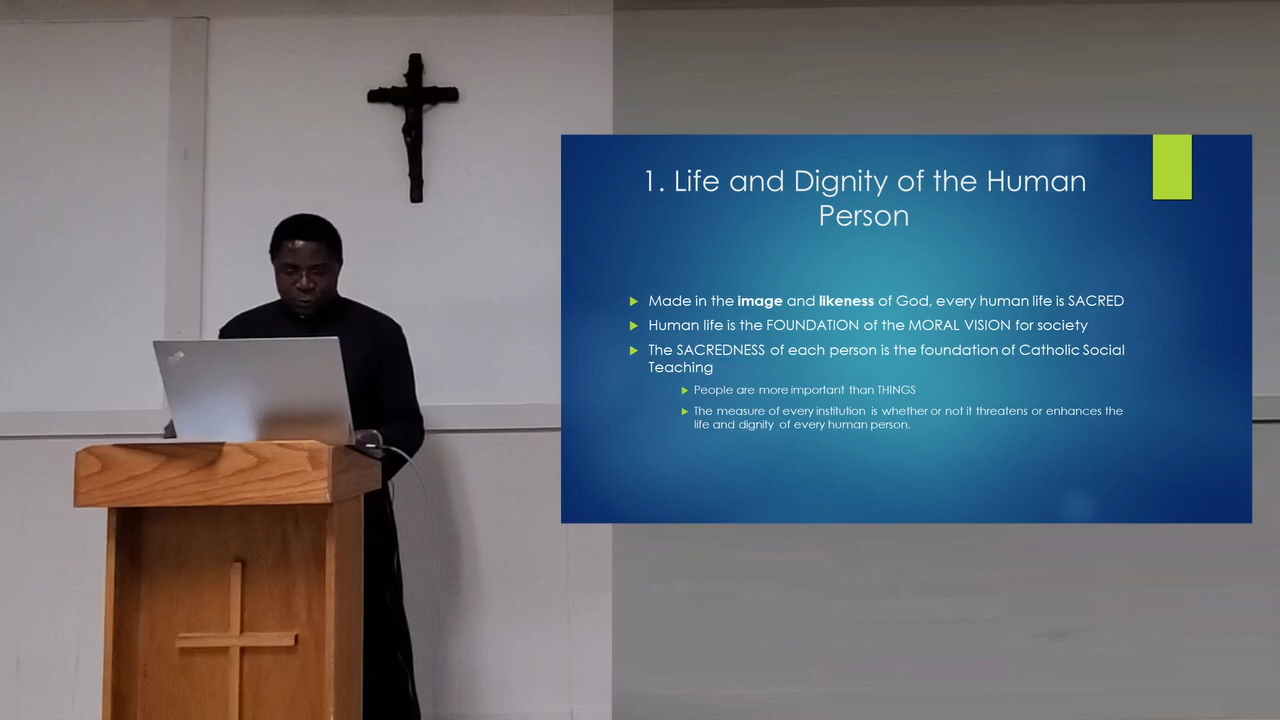 1. Life and Dignity of the Human
Person
Made in the image and likeness of God, every human life is SACRED
Human life is the FOUNDATION of the MORAL VISION for society
The SACREDNESS of each person is the foundation of Catholic Social
Teaching
People are more important than THINGS
The measure of every institution is whether or not it threatens or enhances the
life and dignity of every human person.